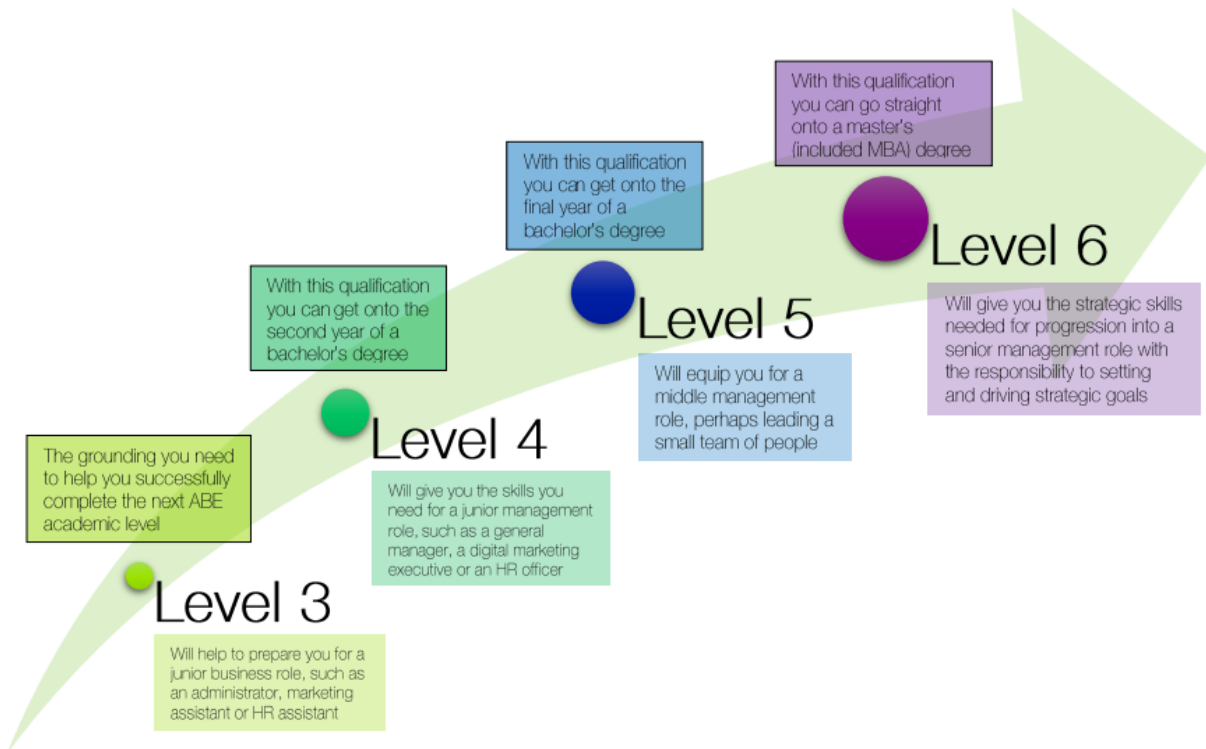 The grounding you need
to help you successfully
complete the next ABE
academic level
Level 3
Will help to prepare you for a
junior business role, such as
an administrator, marketing
assistant or HR assistant
With this qualification
you can get onto the
second year of a
bachelor's degree
Level 4
Will give you the skills you
need for a junior management
role, such as a general
manager, a digital marketing
executive or an HR officer
With this qualification
you can get onto the
final year of a
bachelor's degree
Level 5
Will equip you for a
middle management
role, perhaps leading a
small team of people
With this qualification
you can go straight
onto a master's
(included MBA) degree
Level 6
Will give you the strategic skills
needed for progression into a
senior management role with
the responsibility to setting
and driving strategic goals